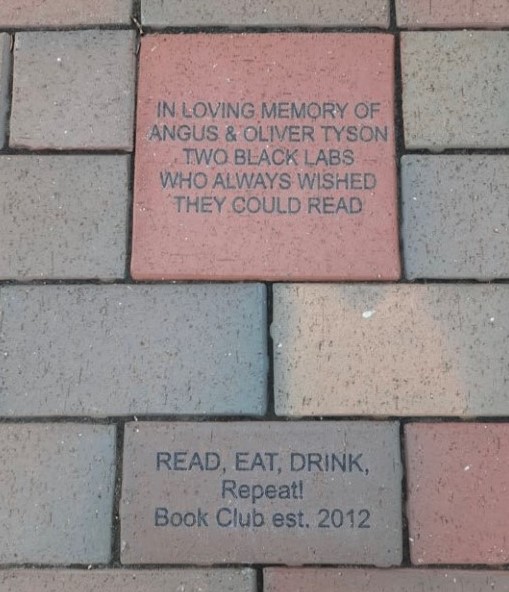 IN LOVING MEMORY OF
ANGUS & OLIVER TYSON
TWO BLACK LABS
WHO ALWAYS WISHED
THEY COULD READ
READ, EAT, DRINK,
Repeat!
Book Club est. 2012